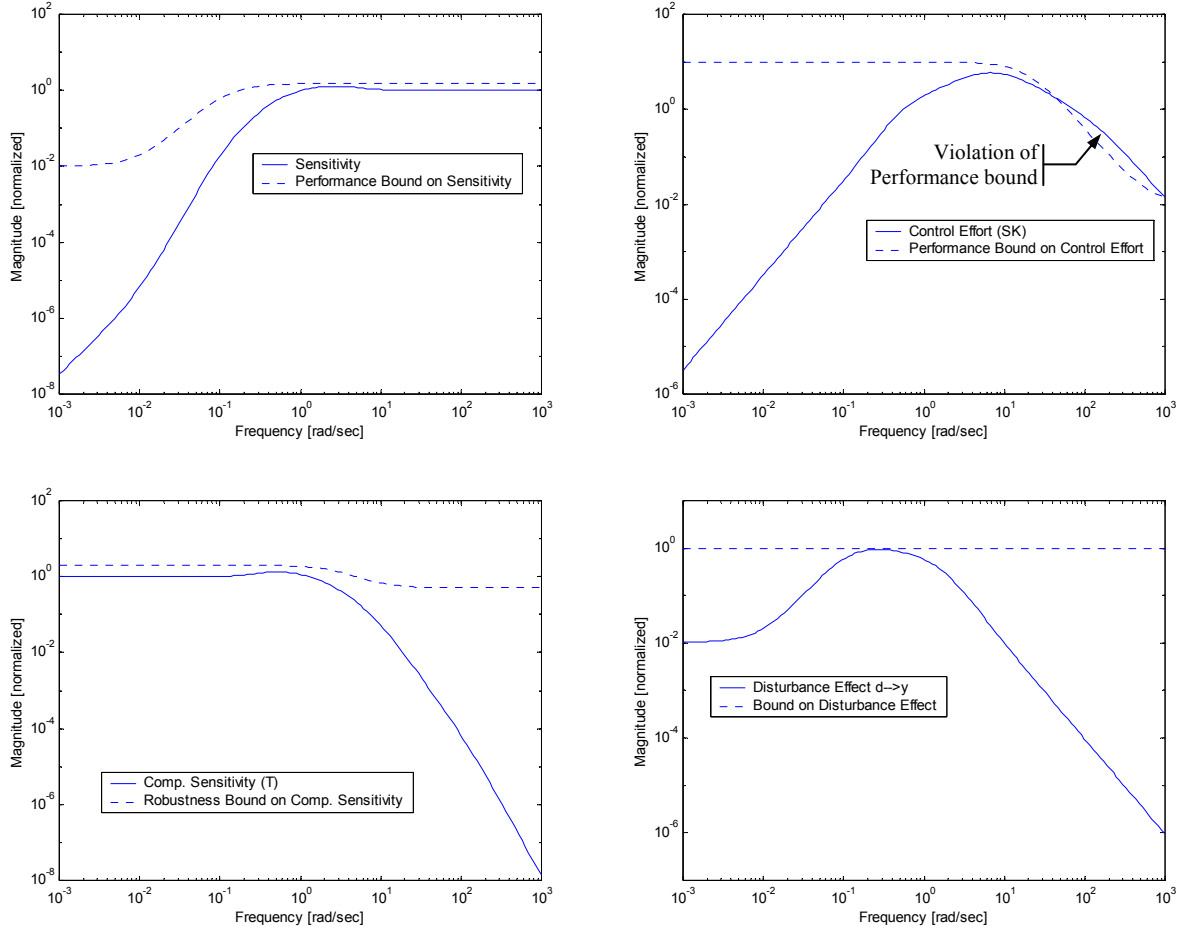 10^2
10^0
10^-2
10^-4
10^-6
10^-8
Magnitude [normalized]
Sensitivity
Performance Bound on Sensitivity
10^-3 10^-2 10^-1 10^0 10^1 10^2 10^3
Frequency [rad/sec]
10^2
10^0
10^-2
10^-4
10^-6
Magnitude [normalized]
Violation of
Performance bound
Control Effort (SK)
Performance Bound on Control Effort
10^-3 10^-2 10^-1 10^0 10^1 10^2 10^3
Frequency [rad/sec]
10^2
10^0
10^-2
10^-4
10^-6
10^-8
Magnitude [normalized]
Comp. Sensitivity (T)
Robustness Bound on Comp. Sensitivity
10^-3 10^-2 10^-1 10^0 10^1 10^2 10^3
Frequency [rad/sec]
10^0
10^-2
10^-4
10^-6
Magnitude [normalized]
Disturbance Effect d-->y
Bound on Disturbance Effect
10^-3 10^-2 10^-1 10^0 10^1 10^2 10^3
Frequency [rad/sec]